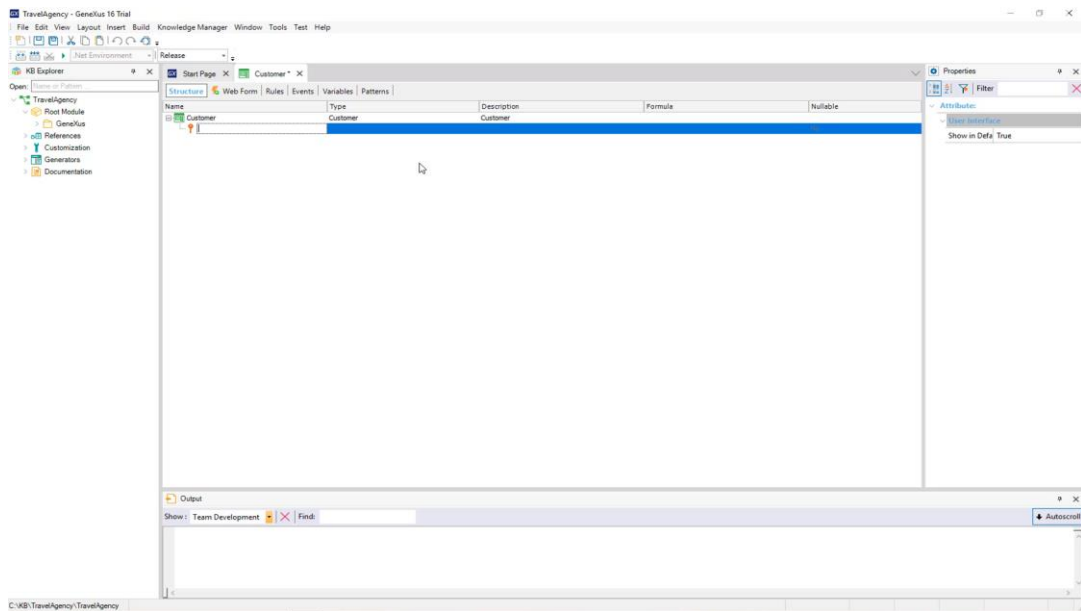 TravelAgency - GeneXus 16 Trial
File Edit View Layout Insert Build Knowledge Manager Window Tools Test Help
.Net Environment Release
KB Explorer
Open: Name or Pattern
TravelAgency
Root Module
GeneXus
References
Customization
Generators
Documentation
Start Page Customer *
Structure Web Form Rules Events Variables Patterns
Name Type Description Formula Nullable
Customer Customer Customer
Properties
Filter
Attribute:
User Interface
Show in Defa True
Output
Show: Team Development Find:
Autoscroll
C:\KB\TravelAgency\TravelAgency